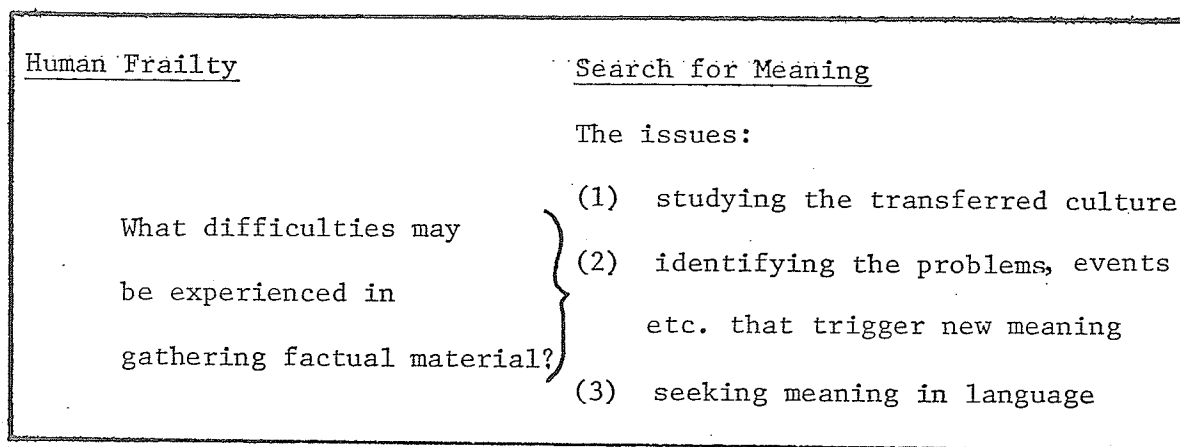 Human Frailty
Search for Meaning
The issues:
What difficulties may
be experienced in
gathering factual material?
(1) studying the transferred culture
(2) identifying the problems, events
etc. that trigger new meaning
(3) seeking meaning in language